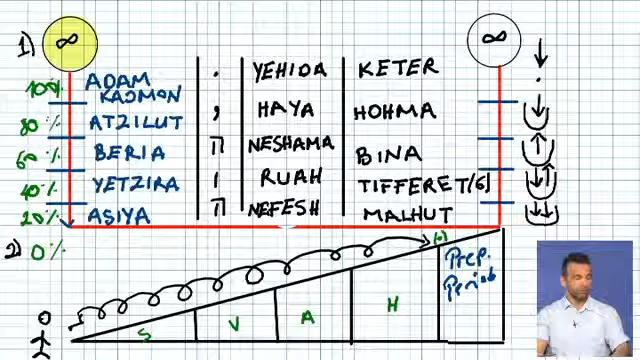 1) ∞ ∞
100% ADAM KADMON . YEHIDA KETER
80% ATZILUT , HAYA HOHMA
60% BERIA ח NESHAMA BINA
40% YETZIRA ו RUAH TIFFERET/6)
20% ASIYA ח NEFESH MALHUT
2) 0%
S V A H Prep. Period